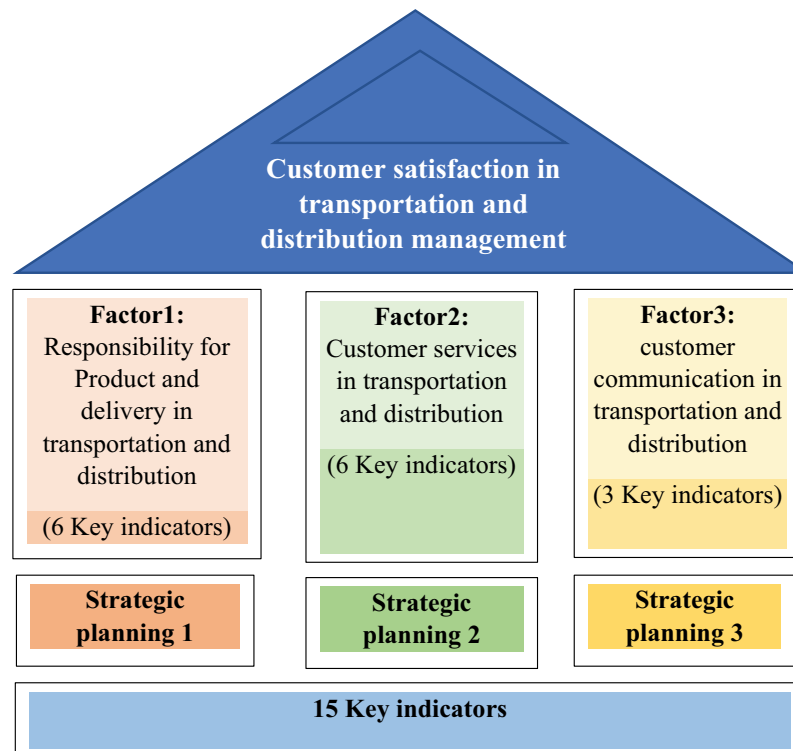 Customer satisfaction in
transportation and
distribution management
Factor1:
Responsibility for
Product and
delivery in
transportation and
distribution
(6 Key indicators)
Factor2:
Customer services
in transportation
and distribution
(6 Key indicators)
Factor3:
customer
communication in
transportation and
distribution
(3 Key indicators)
Strategic
planning 1
Strategic
planning 2
Strategic
planning 3
15 Key indicators